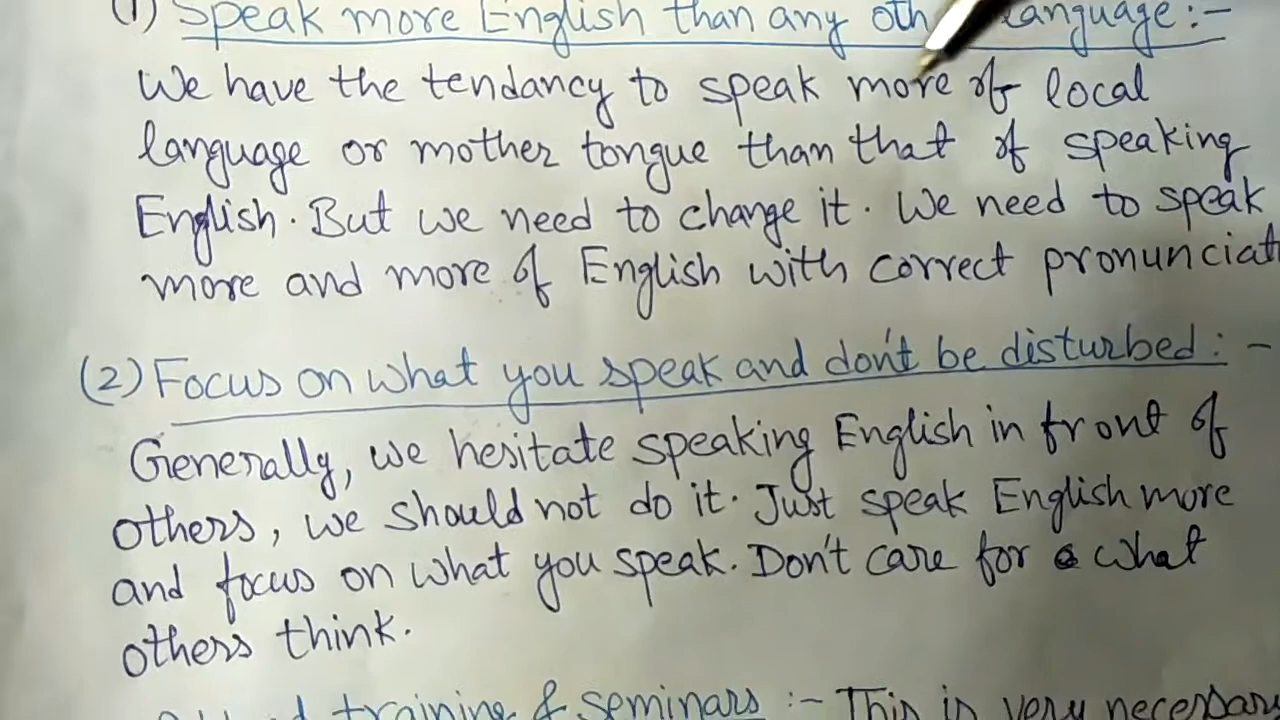 (1) Speak more English than any oth language:-
We have the tendancy to speak more of local
language or mother tongue than that of speaking
English. But we need to change it. We need to speak
more and more of English with correct pronunciat
(2) Focus on what you speak and don't be disturbed: -
Generally, we hesitate speaking English in front of
others, we should not do it. Just speak English more
and focus on what you speak. Don't care for what
others think.
training & seminars :- This is very necessary